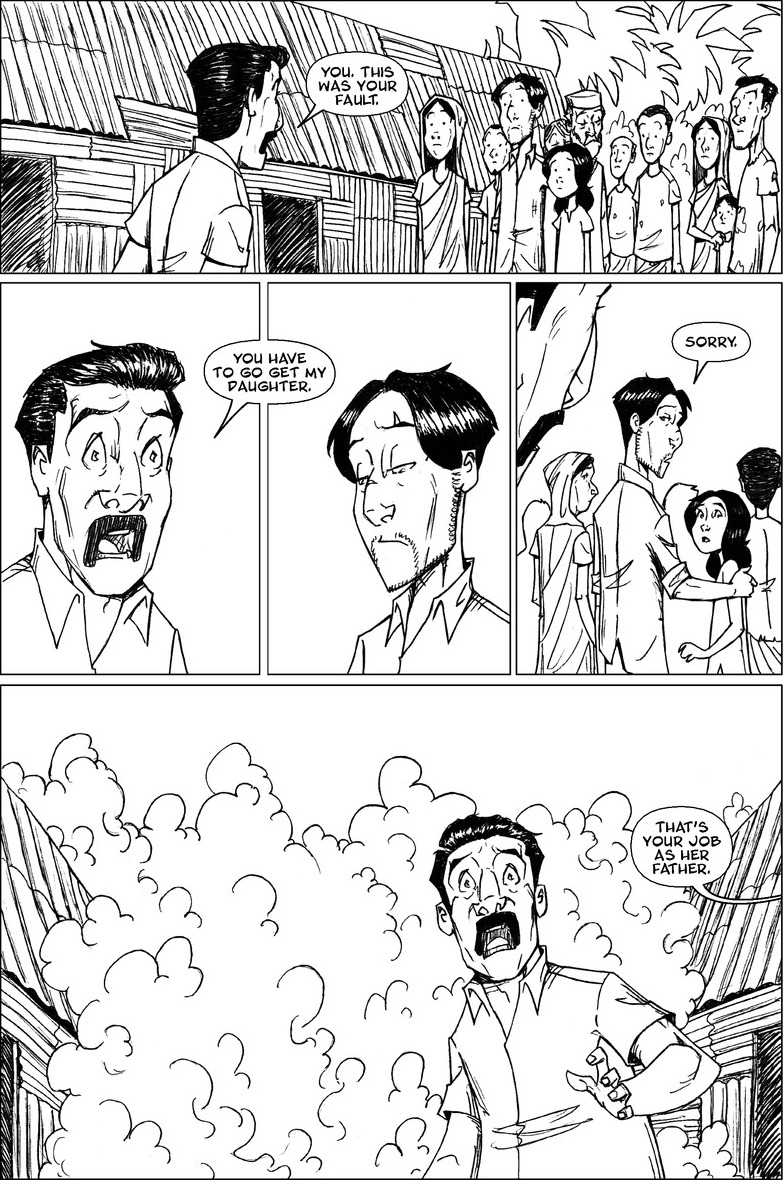 YOU. THIS
WAS YOUR
FAULT.
YOU HAVE
TO GO GET MY
DAUGHTER.
SORRY.
THAT'S
YOUR JOB
AS HER
FATHER.